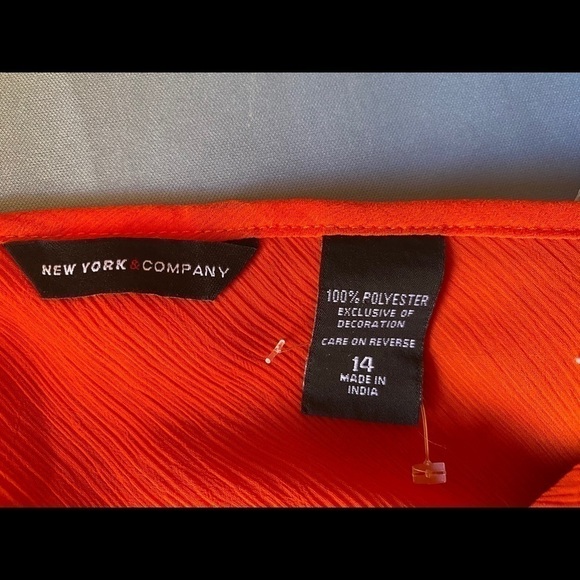 NEW YORK & COMPANY
100% POLYESTER
EXCLUSIVE OF
DECORATION
CARE ON REVERSE
14
MADE IN
INDIA